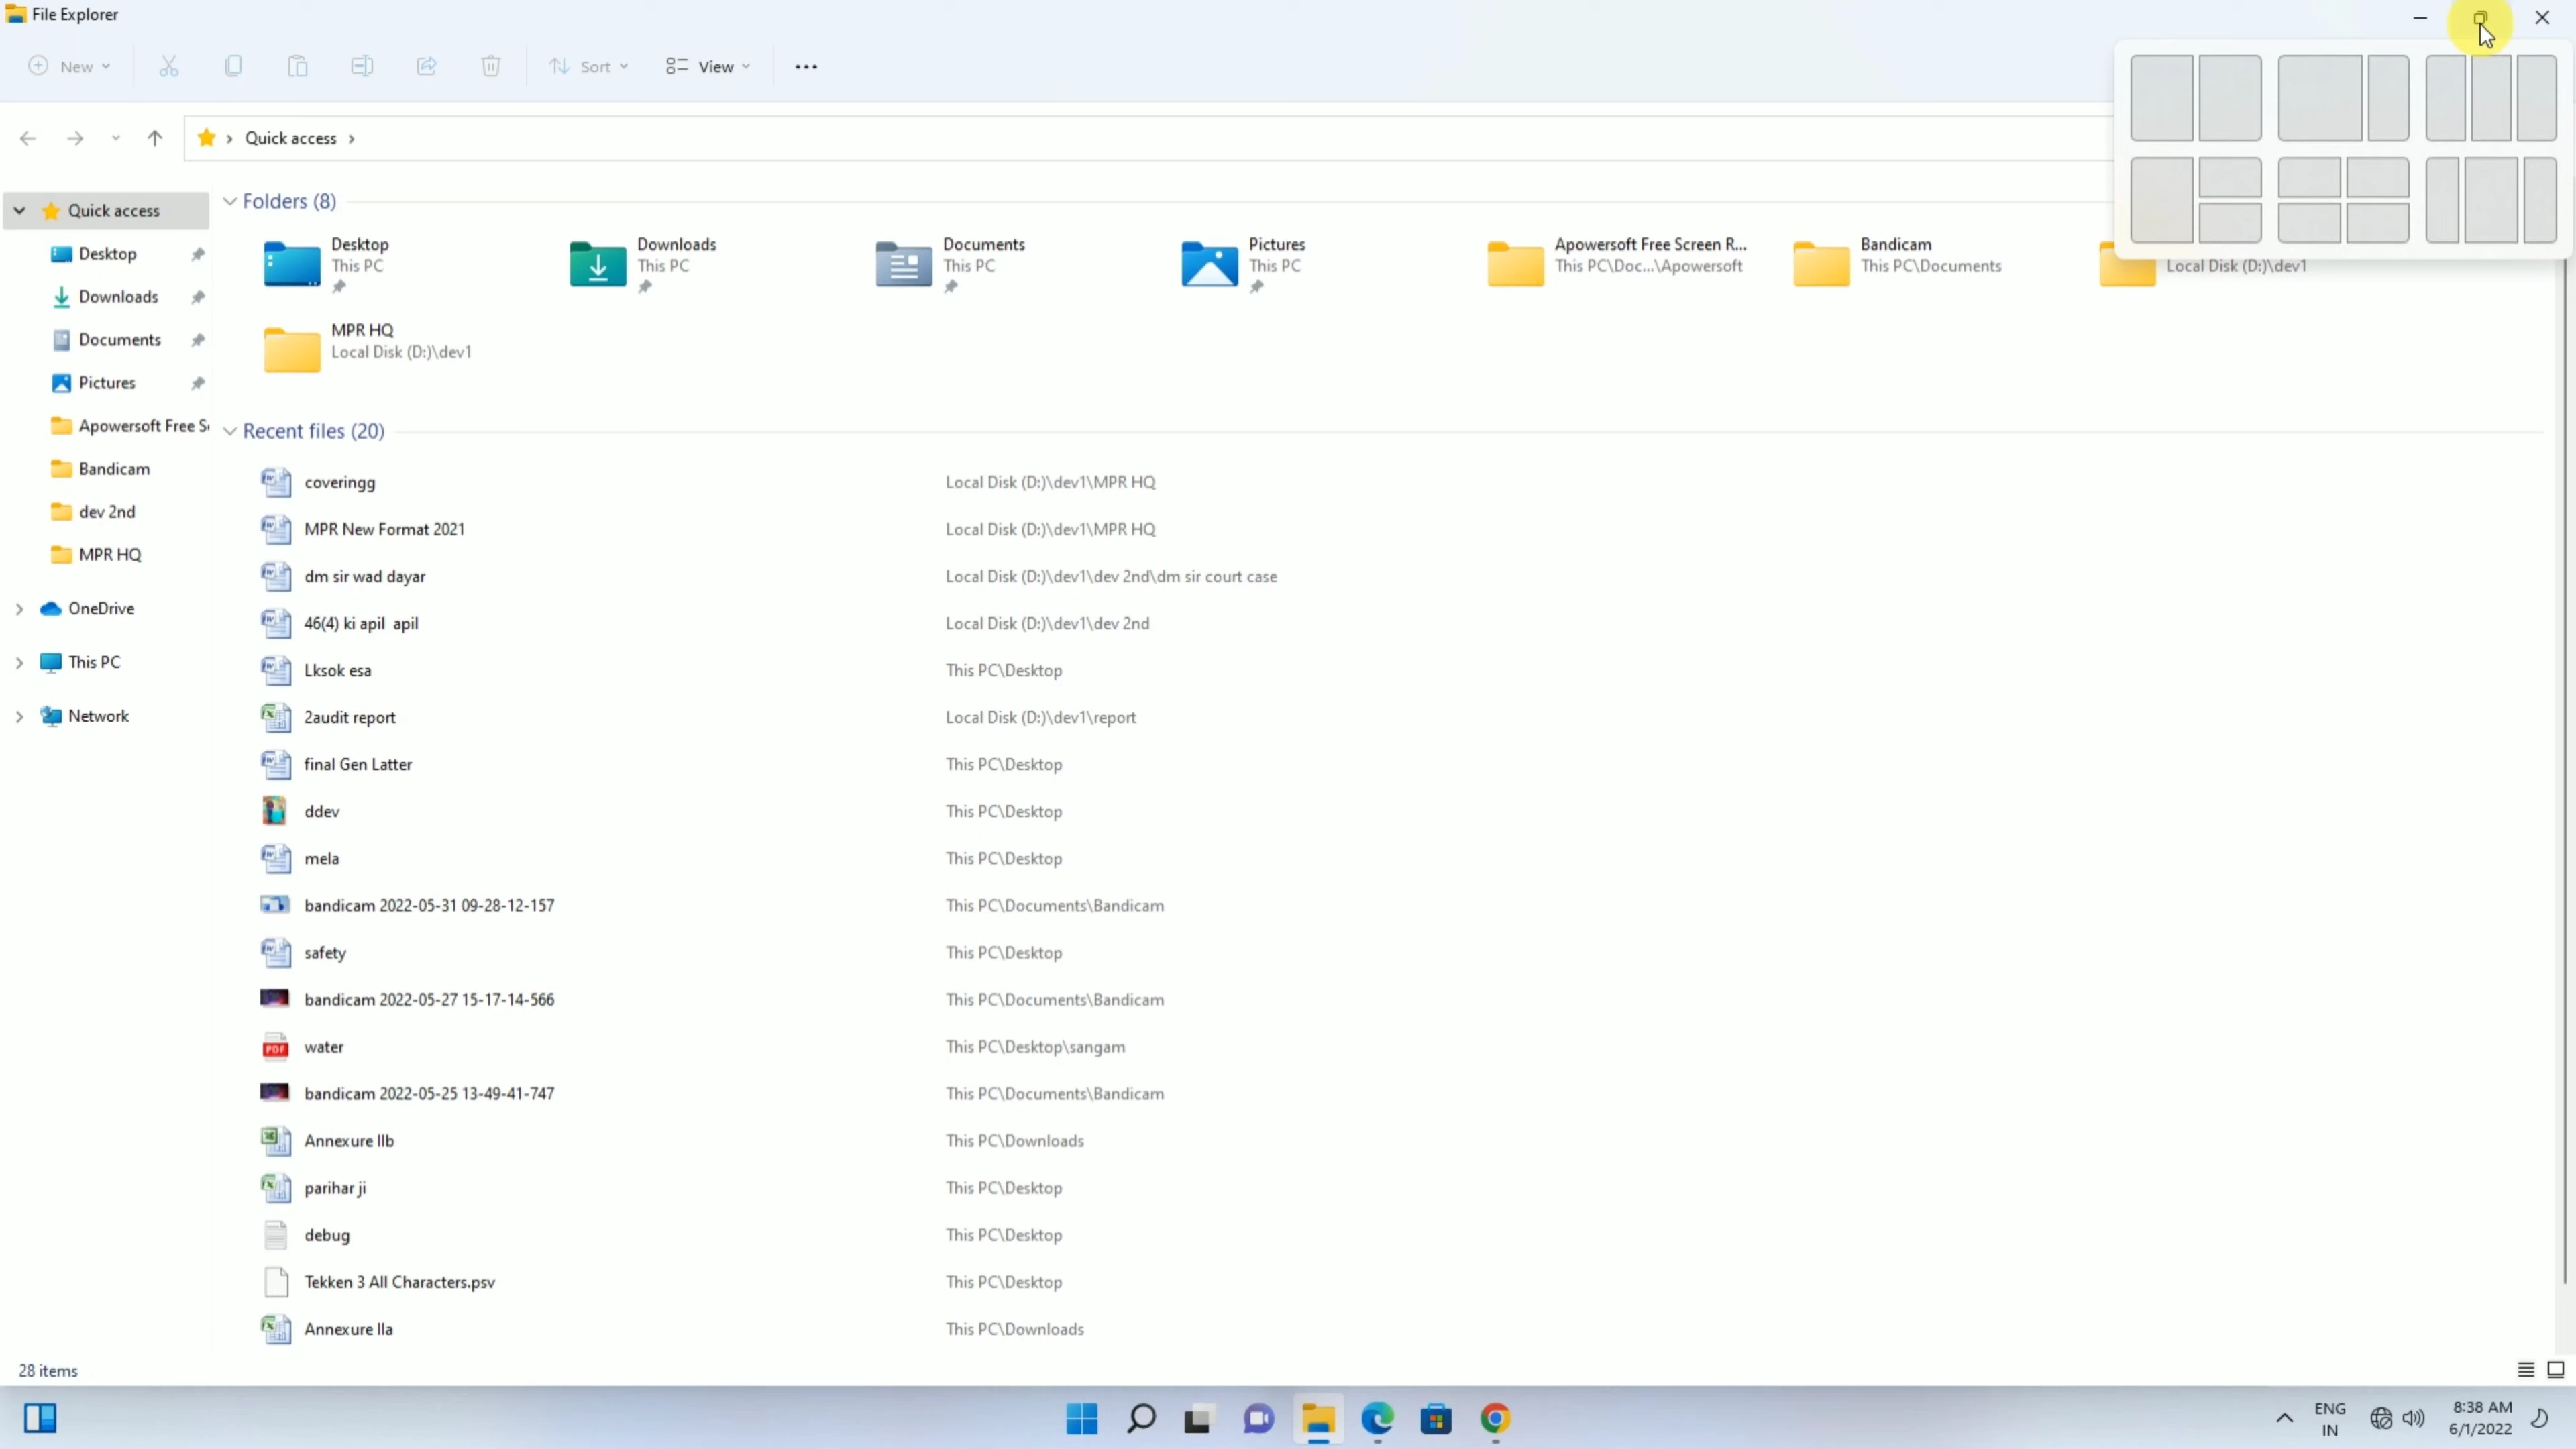 File Explorer
New
Sort
View
Quick access
Quick access
Desktop
Downloads
Documents
Pictures
Apowersoft Free S
Bandicam
dev 2nd
MPR HQ
OneDrive
This PC
Network
Folders (8)
Desktop
This PC
Downloads
This PC
Documents
This PC
Pictures
This PC
Apowersoft Free Screen R...
This PC\Doc...\Apowersoft
Bandicam
This PC\Documents
Local Disk (D:)\dev1
MPR HQ
Local Disk (D:)\dev1
Recent files (20)
coveringg Local Disk (D:)\dev1\MPR HQ
MPR New Format 2021 Local Disk (D:)\dev1\MPR HQ
dm sir wad dayar Local Disk (D:)\dev1\dev 2nd\dm sir court case
46(4) ki apil apil Local Disk (D:)\dev1\dev 2nd
Lksok esa This PC\Desktop
2audit report Local Disk (D:)\dev1\report
final Gen Latter This PC\Desktop
ddev This PC\Desktop
mela This PC\Desktop
bandicam 2022-05-31 09-28-12-157 This PC\Documents\Bandicam
safety This PC\Desktop
bandicam 2022-05-27 15-17-14-566 This PC\Documents\Bandicam
PDF
water This PC\Desktop\sangam
bandicam 2022-05-25 13-49-41-747 This PC\Documents\Bandicam
Annexure IIb This PC\Downloads
parihar ji This PC\Desktop
debug This PC\Desktop
Tekken 3 All Characters.psv This PC\Desktop
Annexure IIa This PC\Downloads
28 items
ENG
IN
8:38 AM
6/1/2022